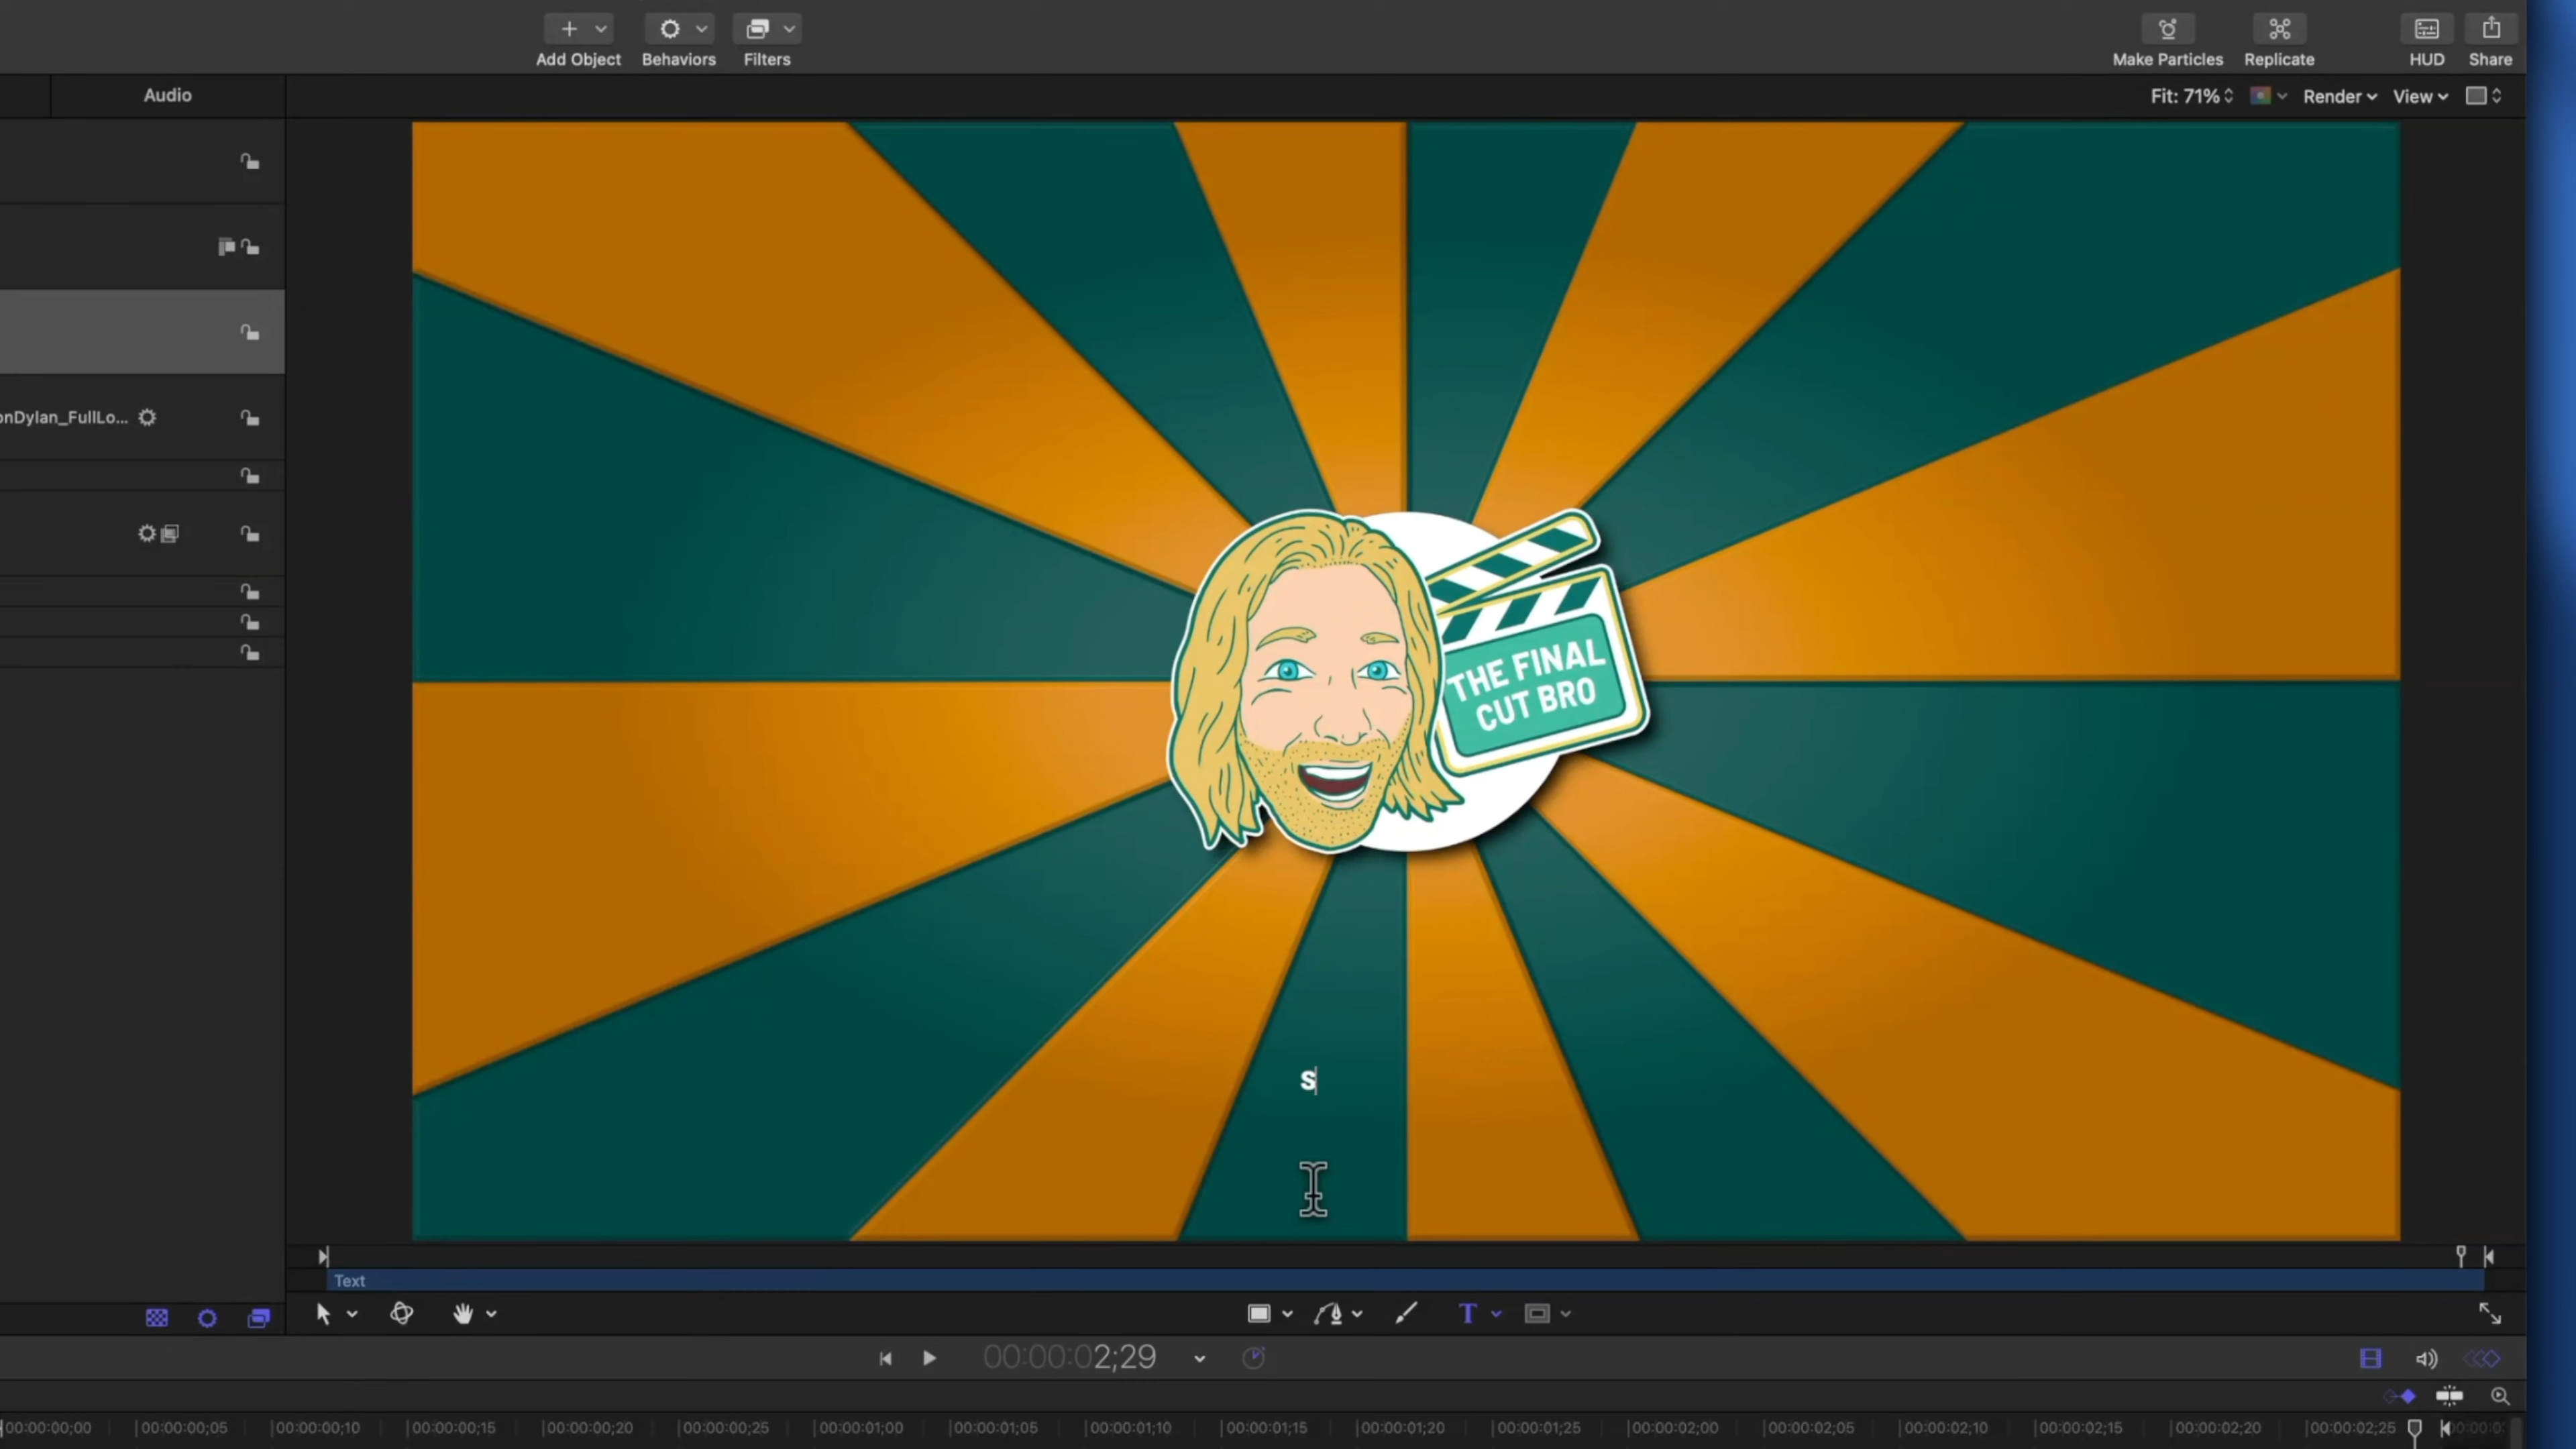 Add Object
Behaviors
Filters
Make Particles
Replicate
HUD
Share
Audio
Fit: 71%
Render
View
onDylan_FullLo...
THE FINAL
CUT BRO
S
Text
T
00:00:02;29
00:00:00;00
00:00:00;05
00:00:00;10
00:00:00;15
00:00:00;20
00:00:00;25
00:00:01;00
00:00:01;05
00:00:01;10
00:00:01;15
00:00:01;20
00:00:01;25
00:00:02;00
00:00:02;05
00:00:02;10
00:00:02;15
00:00:02;20
00:00:02;25